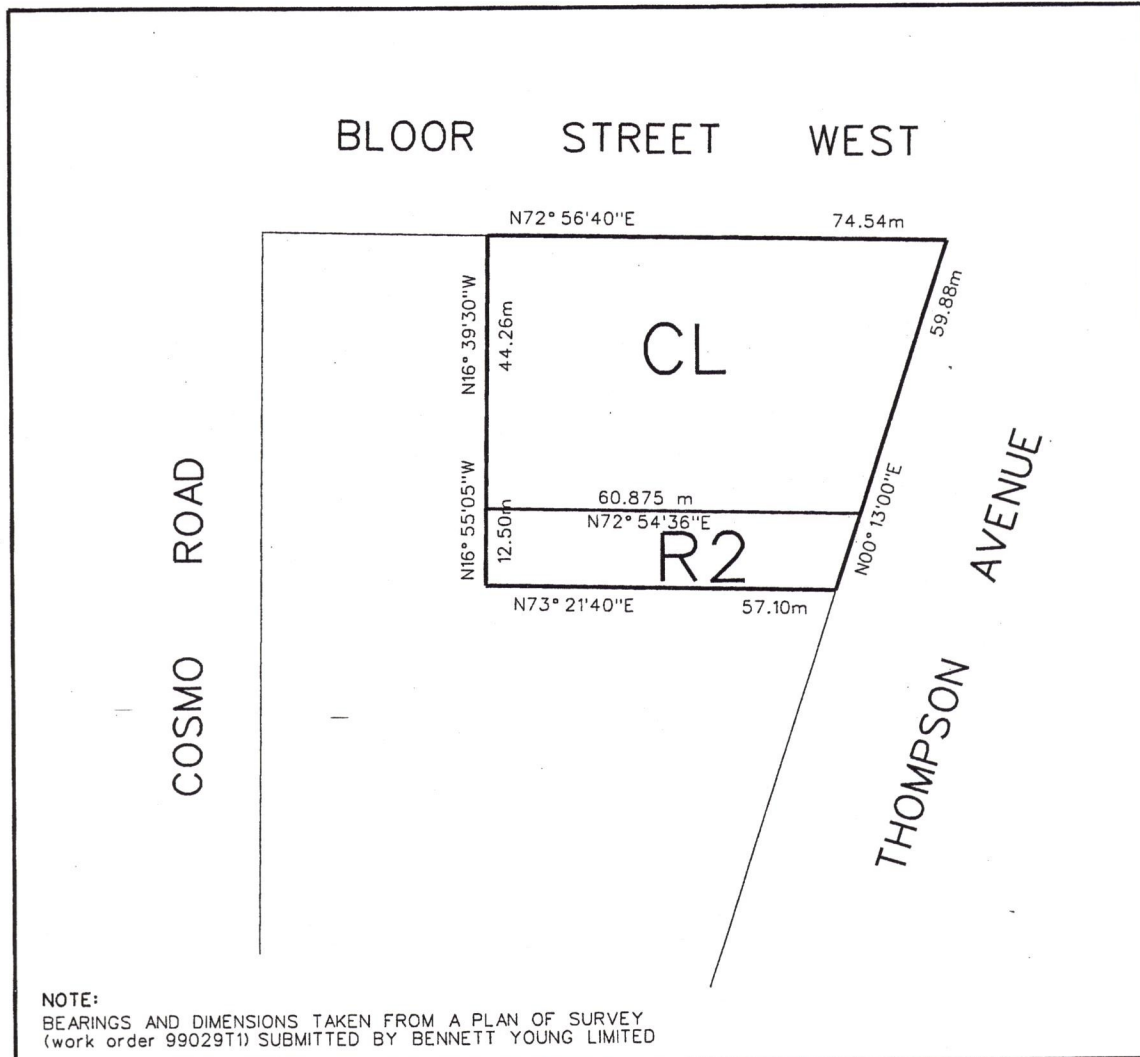 BLOOR STREET WEST
N72° 56'40"E 74.54m
N16° 39'30"W
44.26m
CL
59.88m
COSMO ROAD
N16° 55'05"W
12.50m
60.875 m
N72° 54'36"E
R2
N00° 13'00"E
THOMPSON AVENUE
N73° 21'40"E 57.10m
NOTE:
BEARINGS AND DIMENSIONS TAKEN FROM A PLAN OF SURVEY
(work order 99029T1) SUBMITTED BY BENNETT YOUNG LIMITED